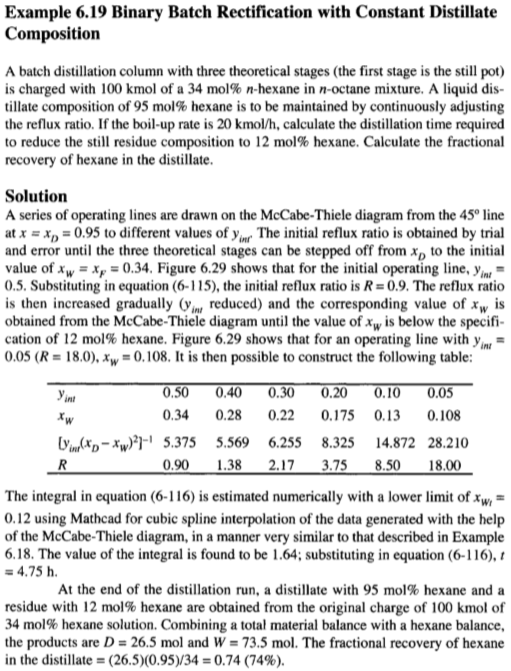 Example 6.19 Binary Batch Rectification with Constant Distillate
Composition
A batch distillation column with three theoretical stages (the first stage is the still pot)
is charged with 100 kmol of a 34 mol% n-hexane in n-octane mixture. A liquid dis-
tillate composition of 95 mol% hexane is to be maintained by continuously adjusting
the reflux ratio. If the boil-up rate is 20 kmol/h, calculate the distillation time required
to reduce the still residue composition to 12 mol% hexane. Calculate the fractional
recovery of hexane in the distillate.
Solution
A series of operating lines are drawn on the McCabe-Thiele diagram from the 45° line
at x = x_D = 0.95 to different values of y_int. The initial reflux ratio is obtained by trial
and error until the three theoretical stages can be stepped off from x_D to the initial
value of x_W = x_F = 0.34. Figure 6.29 shows that for the initial operating line, y_int =
0.5. Substituting in equation (6-115), the initial reflux ratio is R = 0.9. The reflux ratio
is then increased gradually (y_int reduced) and the corresponding value of x_W is
obtained from the McCabe-Thiele diagram until the value of x_W is below the specifi-
cation of 12 mol% hexane. Figure 6.29 shows that for an operating line with y_int =
0.05 (R = 18.0), x_W = 0.108. It is then possible to construct the following table:
y_int 0.50 0.40 0.30 0.20 0.10 0.05
x_W 0.34 0.28 0.22 0.175 0.13 0.108
[y_int(x_D – x_W)²]⁻¹ 5.375 5.569 6.255 8.325 14.872 28.210
R 0.90 1.38 2.17 3.75 8.50 18.00
The integral in equation (6-116) is estimated numerically with a lower limit of x_Wf =
0.12 using Mathcad for cubic spline interpolation of the data generated with the help
of the McCabe-Thiele diagram, in a manner very similar to that described in Example
6.18. The value of the integral is found to be 1.64; substituting in equation (6-116), t
= 4.75 h.
At the end of the distillation run, a distillate with 95 mol% hexane and a
residue with 12 mol% hexane are obtained from the original charge of 100 kmol of
34 mol% hexane solution. Combining a total material balance with a hexane balance,
the products are D = 26.5 mol and W = 73.5 mol. The fractional recovery of hexane
in the distillate = (26.5)(0.95)/34 = 0.74 (74%).